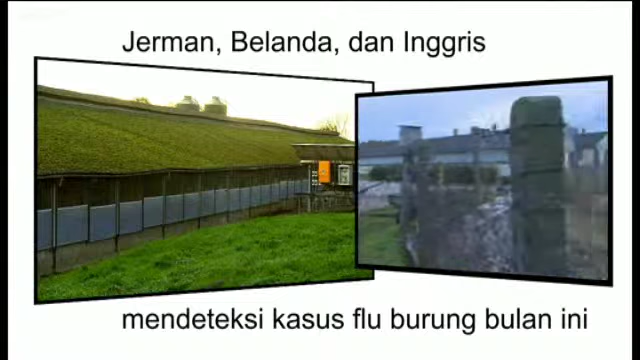 Jerman, Belanda, dan Inggris
mendeteksi kasus flu burung bulan ini